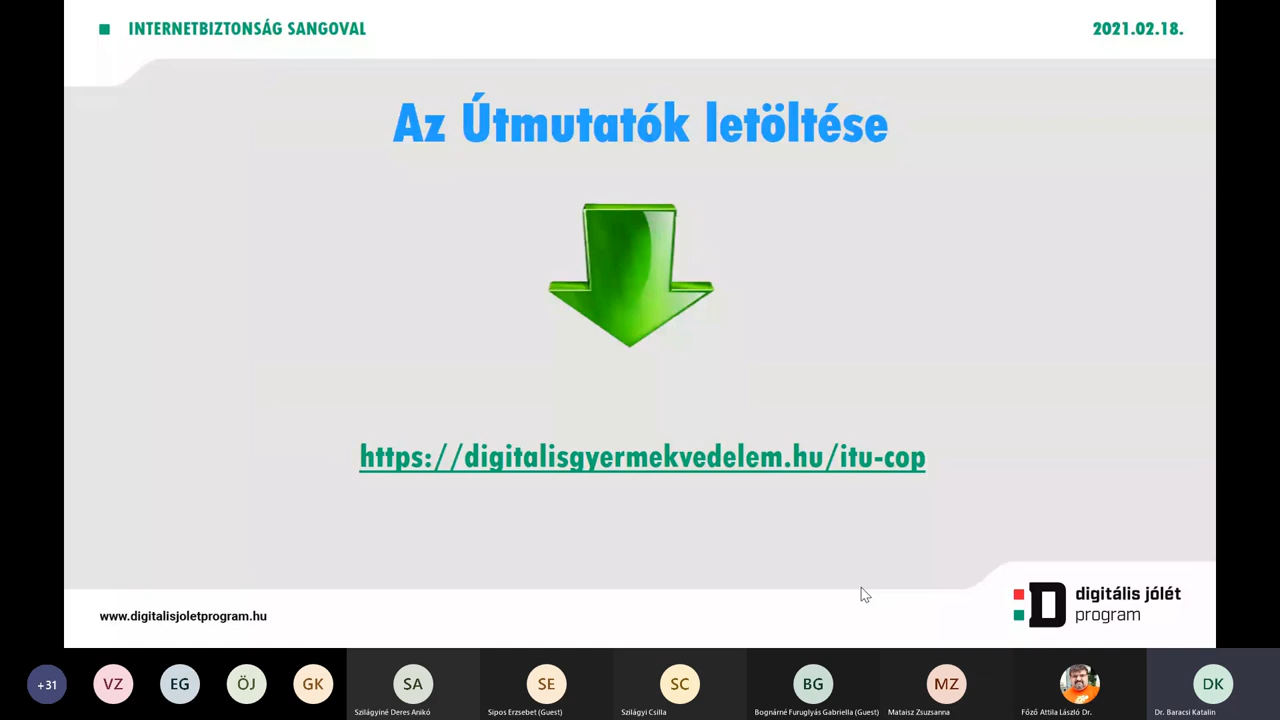 INTERNETBIZTONSÁG SANGOVAL
2021.02.18.
Az Útmutatók letöltése
https://digitalisgyermekvedelem.hu/itu-cop
www.digitalisjoletprogram.hu
digitális jólét
program
+31
VZ
EG
ÖJ
GK
SA
SE
SC
BG
MZ
DK
Szilágyiné Deres Anikó
Sipos Erzsebet (Guest)
Szilágyi Csilla
Bognárné Furuglyás Gabriella (Guest)
Mataisz Zsuzsanna
Főző Attila László Dr.
Dr. Baracsi Katalin